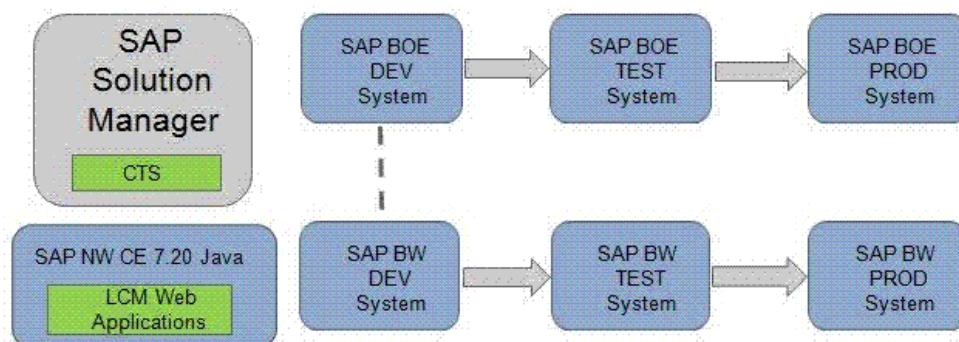 SAP
Solution
Manager
CTS
SAP NW CE 7.20 Java
LCM Web
Applications
SAP BOE
DEV
System
SAP BOE
TEST
System
SAP BOE
PROD
System
SAP BW
DEV
System
SAP BW
TEST
System
SAP BW
PROD
System